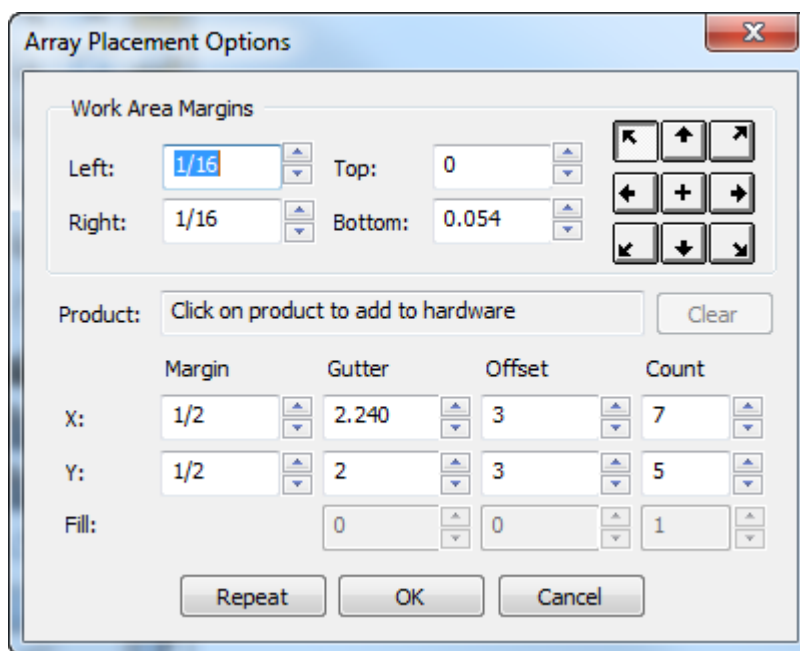 Array Placement Options
Work Area Margins
Left: 1/16 Top: 0
Right: 1/16 Bottom: 0.054
Product: Click on product to add to hardware Clear
Margin Gutter Offset Count
X: 1/2 2.240 3 7
Y: 1/2 2 3 5
Fill: 0 0 1
Repeat OK Cancel